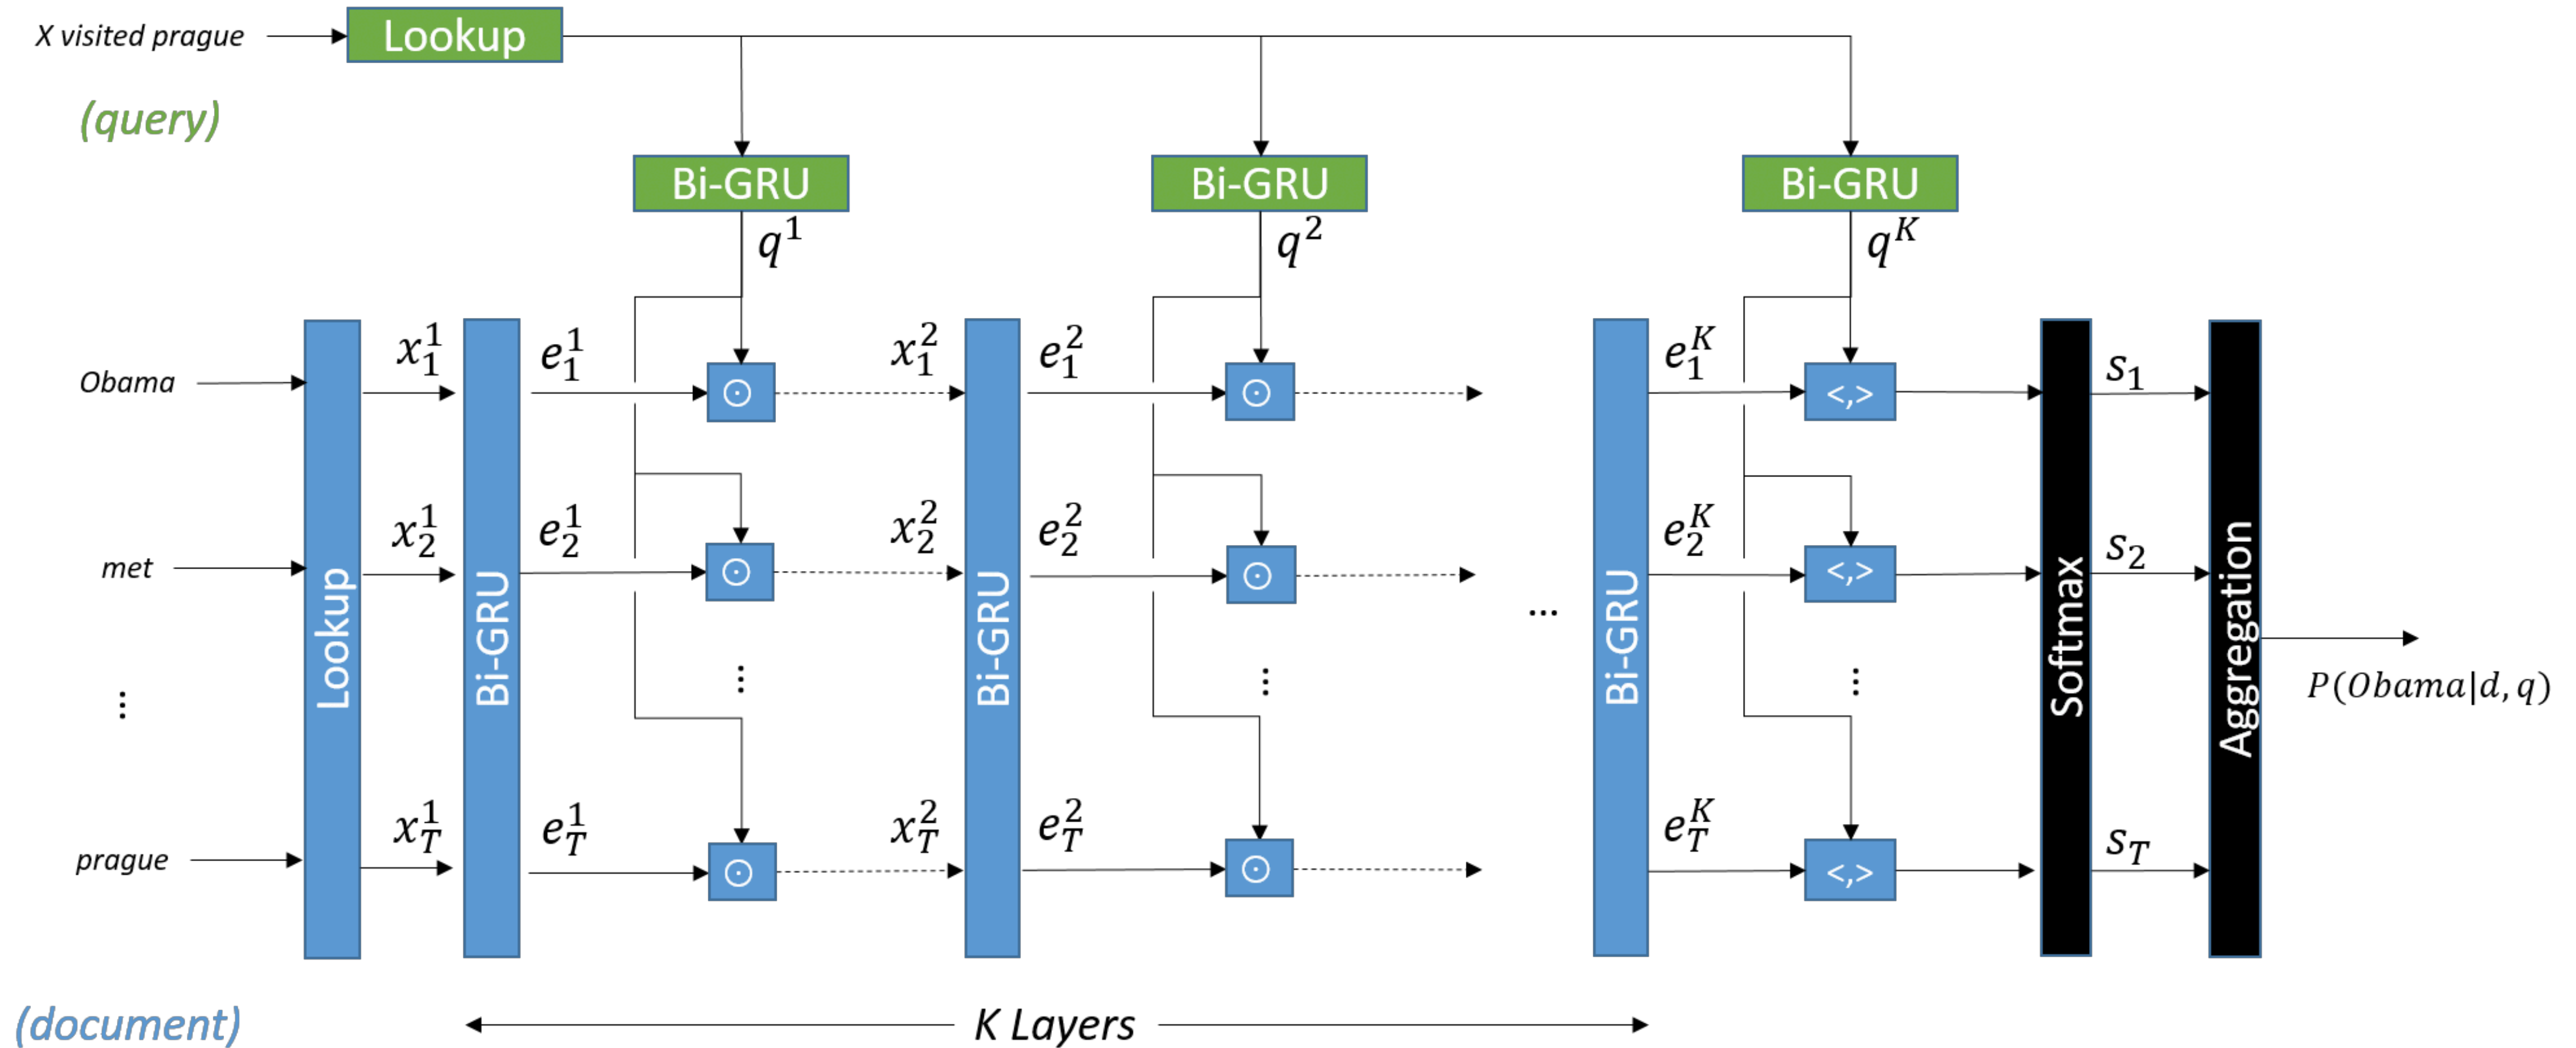 X visited prague
Lookup
(query)
Bi-GRU
Bi-GRU
Bi-GRU
q^1
q^2
q^K
Obama
x_1^1
e_1^1
⊙
x_1^2
e_1^2
⊙
e_1^K
<,>
s_1
met
x_2^1
e_2^1
⊙
x_2^2
e_2^2
⊙
e_2^K
<,>
s_2
⋮
Lookup
Bi-GRU
⋮
Bi-GRU
⋮
...
Bi-GRU
⋮
Softmax
Aggregation
P(Obama|d, q)
prague
x_T^1
e_T^1
⊙
x_T^2
e_T^2
⊙
e_T^K
<,>
s_T
(document)
K Layers